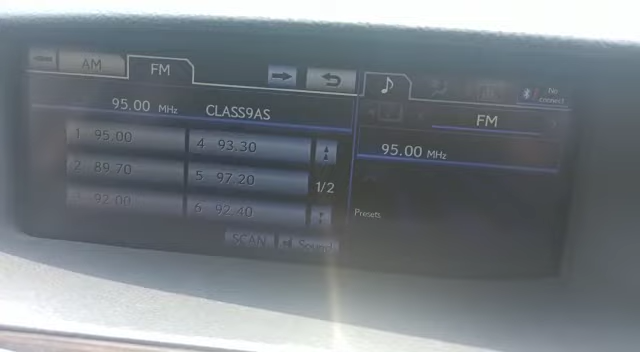 AM
FM
95.00 MHz CLASS9AS
1 95.00
4 93.30
2 89.70
5 97.20
1/2
3 92.00
6 92.40
SCAN
Sound
No
connect
FM
95.00 MHz
Presets